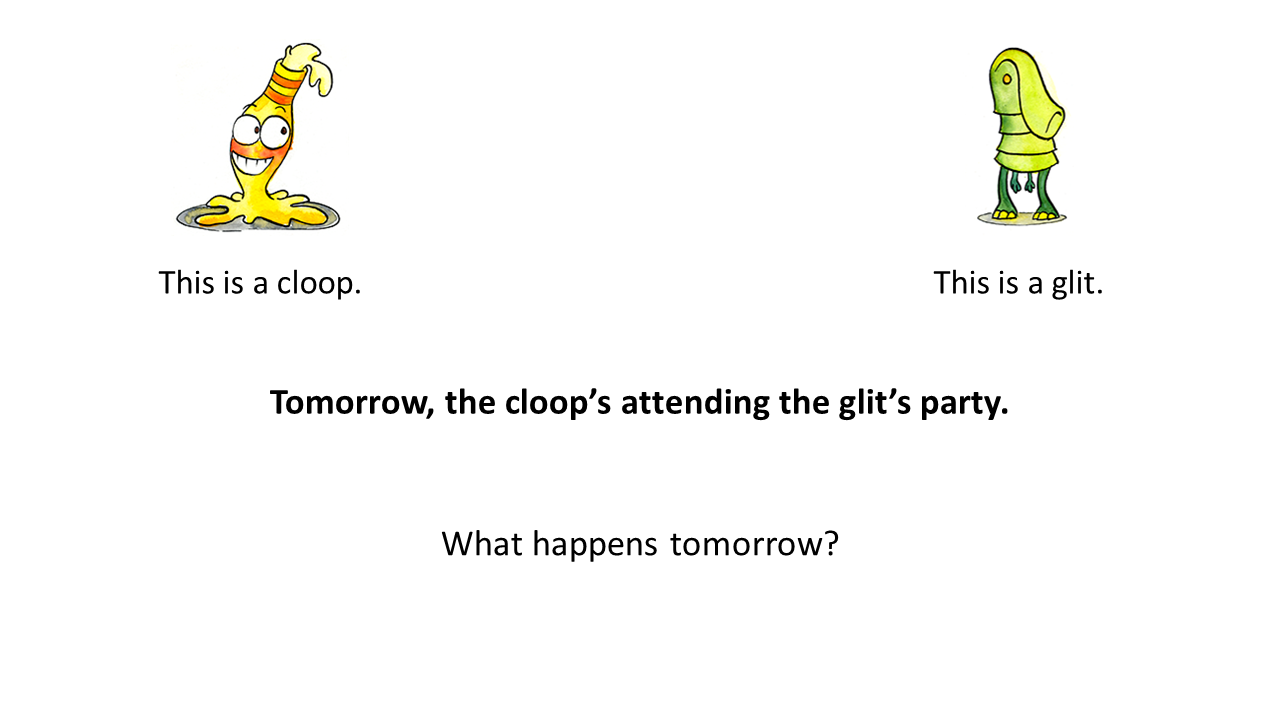 This is a cloop.
This is a glit.
Tomorrow, the cloop’s attending the glit’s party.
What happens tomorrow?